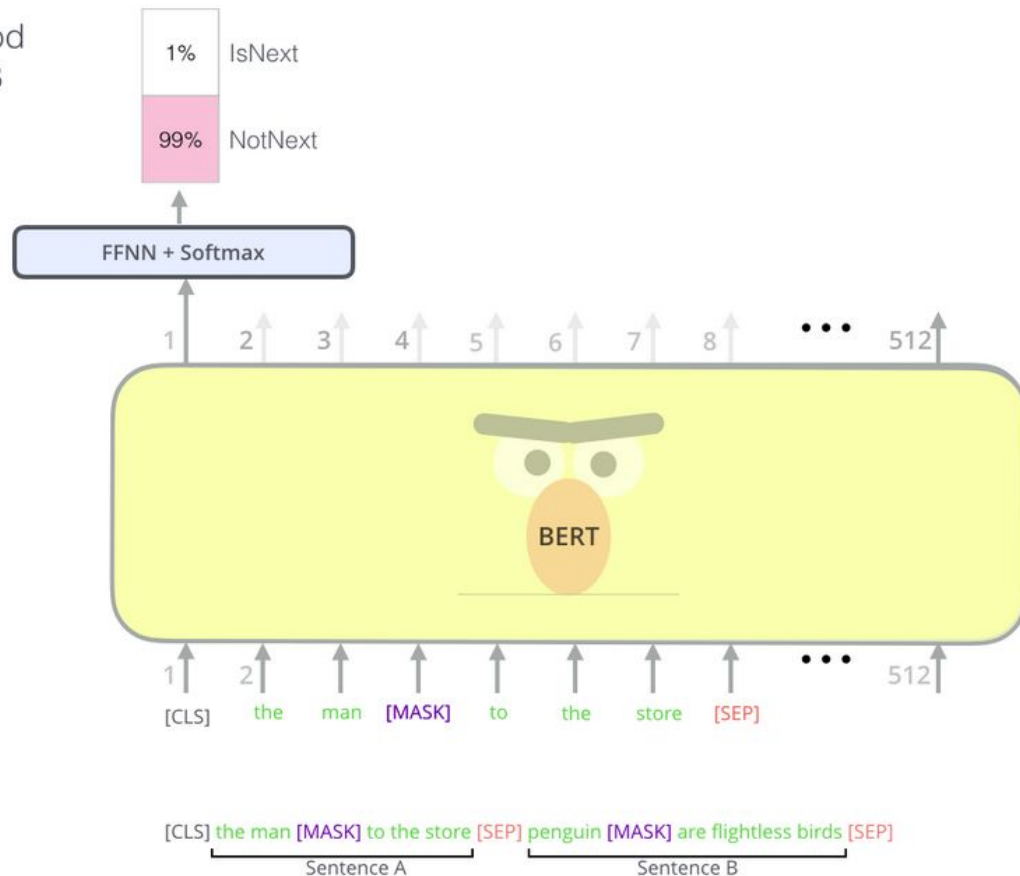 1% IsNext
99% NotNext
FFNN + Softmax
1 2 3 4 5 6 7 8 ••• 512
BERT
1 2 ••• 512
[CLS] the man [MASK] to the store [SEP]
[CLS] the man [MASK] to the store [SEP] penguin [MASK] are flightless birds [SEP]
Sentence A Sentence B